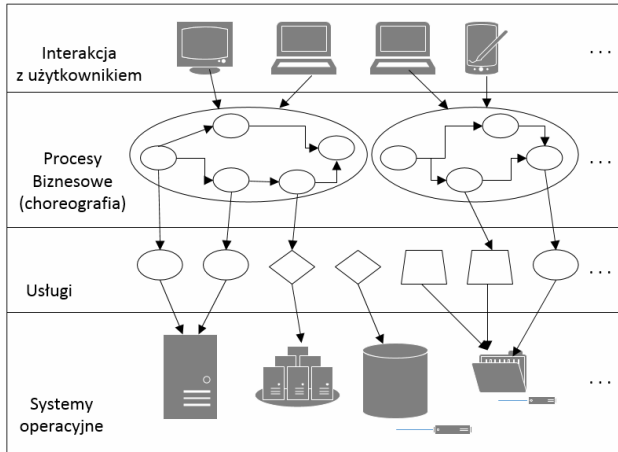 Interakcja
z użytkownikiem
...
Procesy
Biznesowe
(choreografia)
...
Usługi
...
Systemy
operacyjne
...